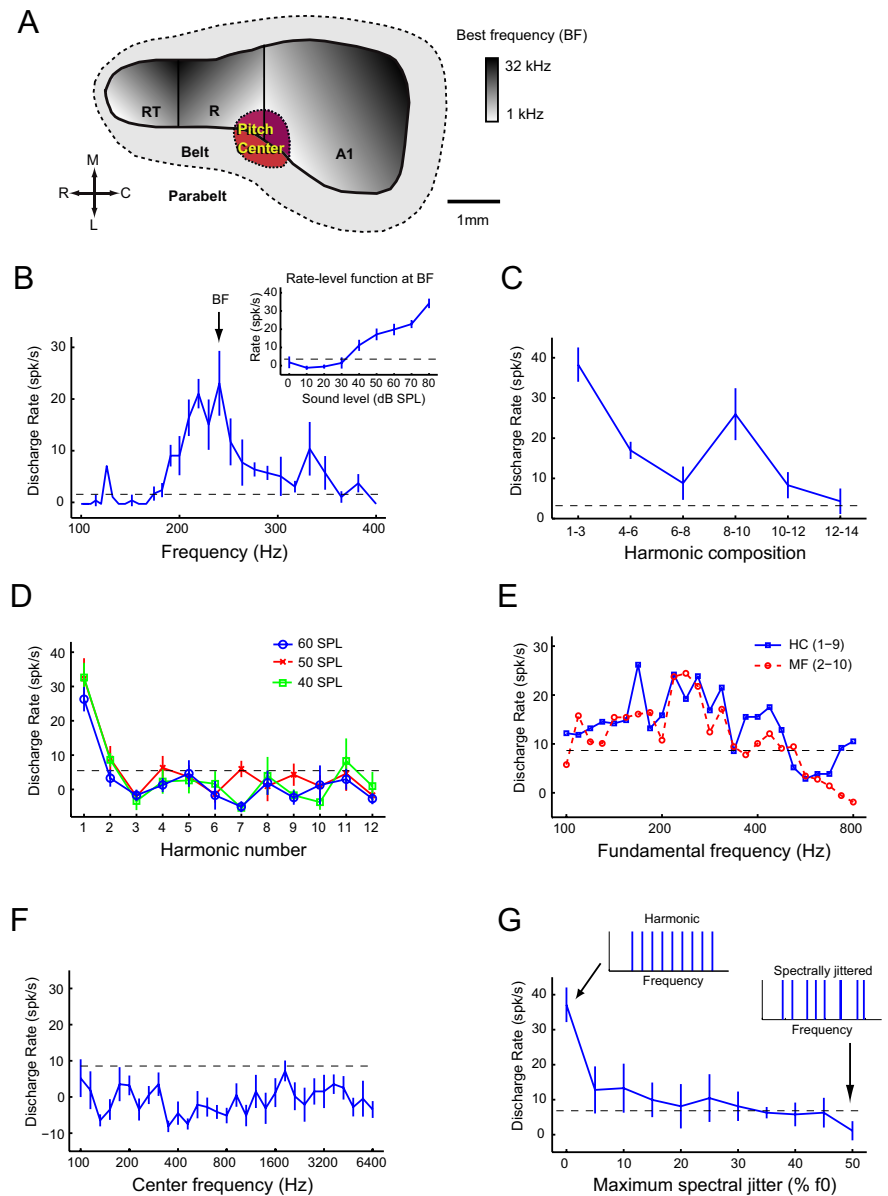 A
Best frequency (BF)
32 kHz
1 kHz
RT
R
Pitch
Center
A1
Belt
Parabelt
M
R
C
L
1mm
B
Rate-level function at BF
Rate (spk/s)
40
30
20
10
0
0 10 20 30 40 50 60 70 80
Sound level (dB SPL)
BF
Discharge Rate (spk/s)
30
20
10
0
100 200 300 400
Frequency (Hz)
C
Discharge Rate (spk/s)
40
30
20
10
0
1-3 4-6 6-8 8-10 10-12 12-14
Harmonic composition
D
60 SPL
50 SPL
40 SPL
Discharge Rate (spk/s)
30
20
10
0
1 2 3 4 5 6 7 8 9 10 11 12
Harmonic number
E
HC (1−9)
MF (2−10)
Discharge Rate (spk/s)
30
20
10
0
100 200 400 800
Fundamental frequency (Hz)
F
Discharge Rate (spk/s)
30
20
10
0
−10
100 200 400 800 1600 3200 6400
Center frequency (Hz)
G
Harmonic
Frequency
Spectrally jittered
Frequency
Discharge Rate (spk/s)
40
30
20
10
0
0 10 20 30 40 50
Maximum spectral jitter (% f0)